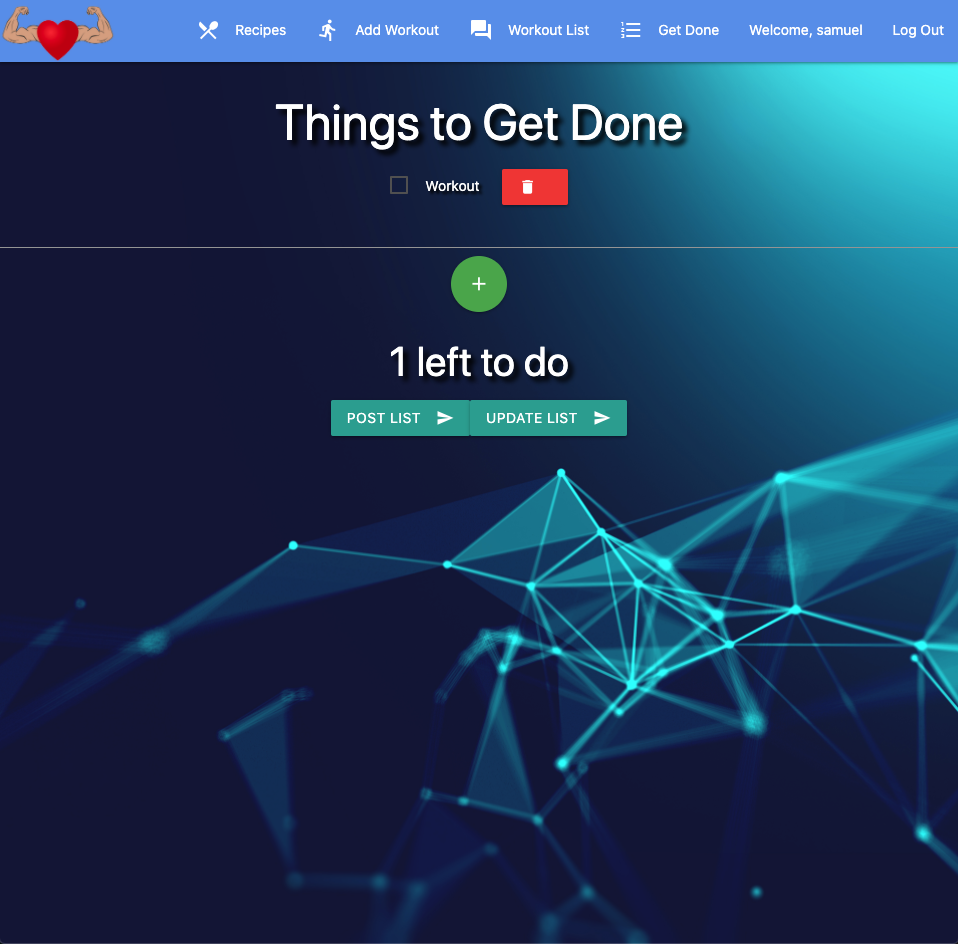 Recipes Add Workout Workout List Get Done Welcome, samuel Log Out
Things to Get Done
Workout
1 left to do
POST LIST UPDATE LIST